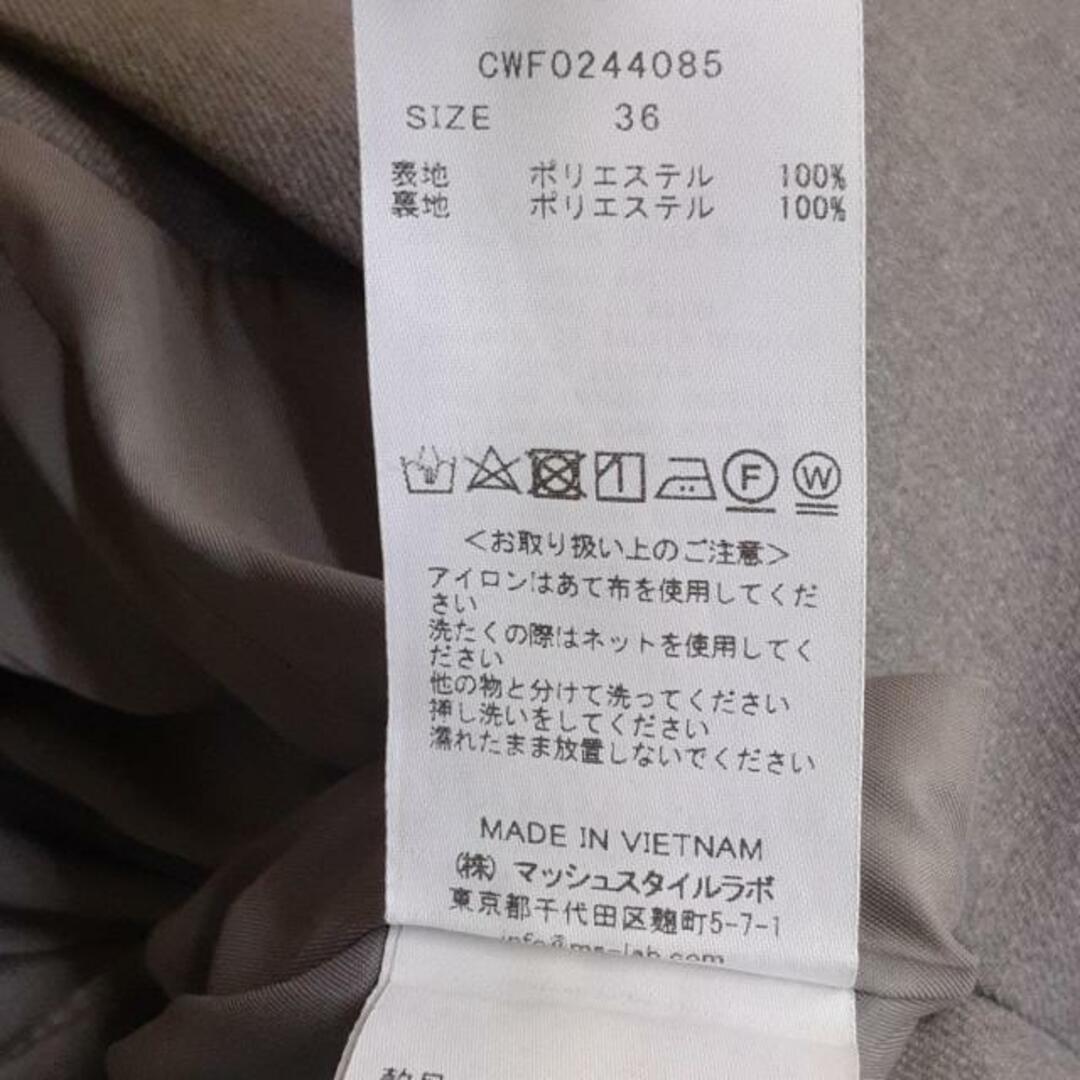 CWF0244085
SIZE 36
表地 ポリエステル 100%
裏地 ポリエステル 100%
F W
<お取り扱い上のご注意>
アイロンはあて布を使用してくだ
さい
洗たくの際はネットを使用してく
ださい
他の物と分けて洗ってください
押し洗いをしてください
濡れたまま放置しないでください
MADE IN VIETNAM
(株) マッシュスタイルラボ
東京都千代田区麹町5-7-1
info@ms-lab.com